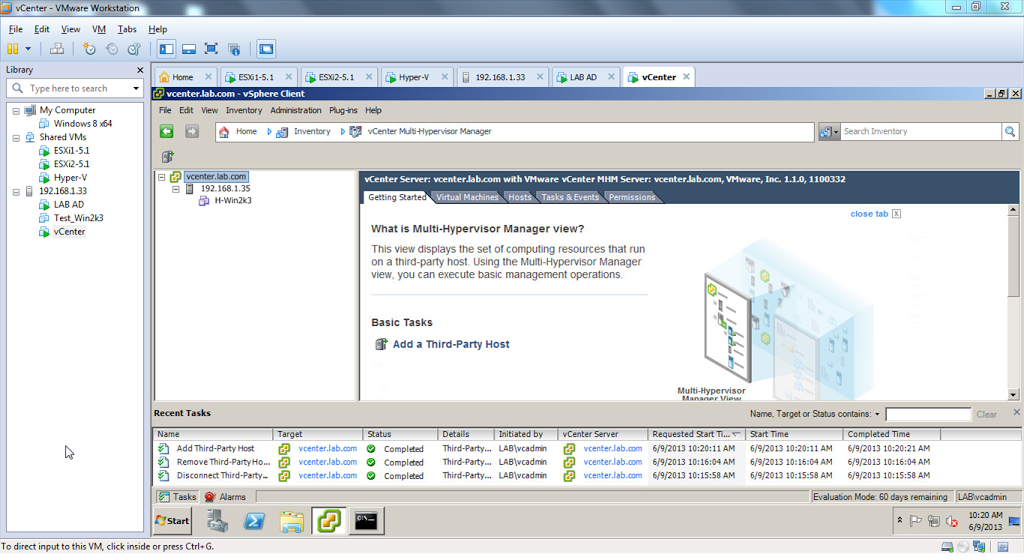 vCenter - VMware Workstation
File Edit View VM Tabs Help
Library
Type here to search
My Computer
Windows 8 x64
Shared VMs
ESXi1-5.1
ESXi2-5.1
Hyper-V
192.168.1.33
LAB AD
Test_Win2k3
vCenter
Home ESXi1-5.1 ESXi2-5.1 Hyper-V 192.168.1.33 LAB AD vCenter
vcenter.lab.com - vSphere Client
File Edit View Inventory Administration Plug-ins Help
Home Inventory vCenter Multi-Hypervisor Manager Search Inventory
vcenter.lab.com
192.168.1.35
H-Win2k3
vCenter Server: vcenter.lab.com with VMware vCenter MHM Server: vcenter.lab.com, VMware, Inc. 1.1.0, 1100332
Getting Started Virtual Machines Hosts Tasks & Events Permissions
close tab
What is Multi-Hypervisor Manager view?
This view displays the set of computing resources that run
on a third-party host. Using the Multi-Hypervisor Manager
view, you can execute basic management operations.
Basic Tasks
Add a Third-Party Host
Multi-Hypervisor
Manager View
Recent Tasks
Name, Target or Status contains: Clear
Name Target Status Details Initiated by vCenter Server Requested Start Ti... Start Time Completed Time
Add Third-Party Host vcenter.lab.com Completed Third-Party... LAB\vcadmin vcenter.lab.com 6/9/2013 10:20:11 AM 6/9/2013 10:20:11 AM 6/9/2013 10:20:21 AM
Remove Third-Party Ho... vcenter.lab.com Completed Third-Party... LAB\vcadmin vcenter.lab.com 6/9/2013 10:16:04 AM 6/9/2013 10:16:04 AM 6/9/2013 10:16:04 AM
Disconnect Third-Party... vcenter.lab.com Completed Third-Party... LAB\vcadmin vcenter.lab.com 6/9/2013 10:15:58 AM 6/9/2013 10:15:58 AM 6/9/2013 10:15:58 AM
Tasks Alarms Evaluation Mode: 60 days remaining LAB\vcadmin
Start
10:20 AM
6/9/2013
To direct input to this VM, click inside or press Ctrl+G.